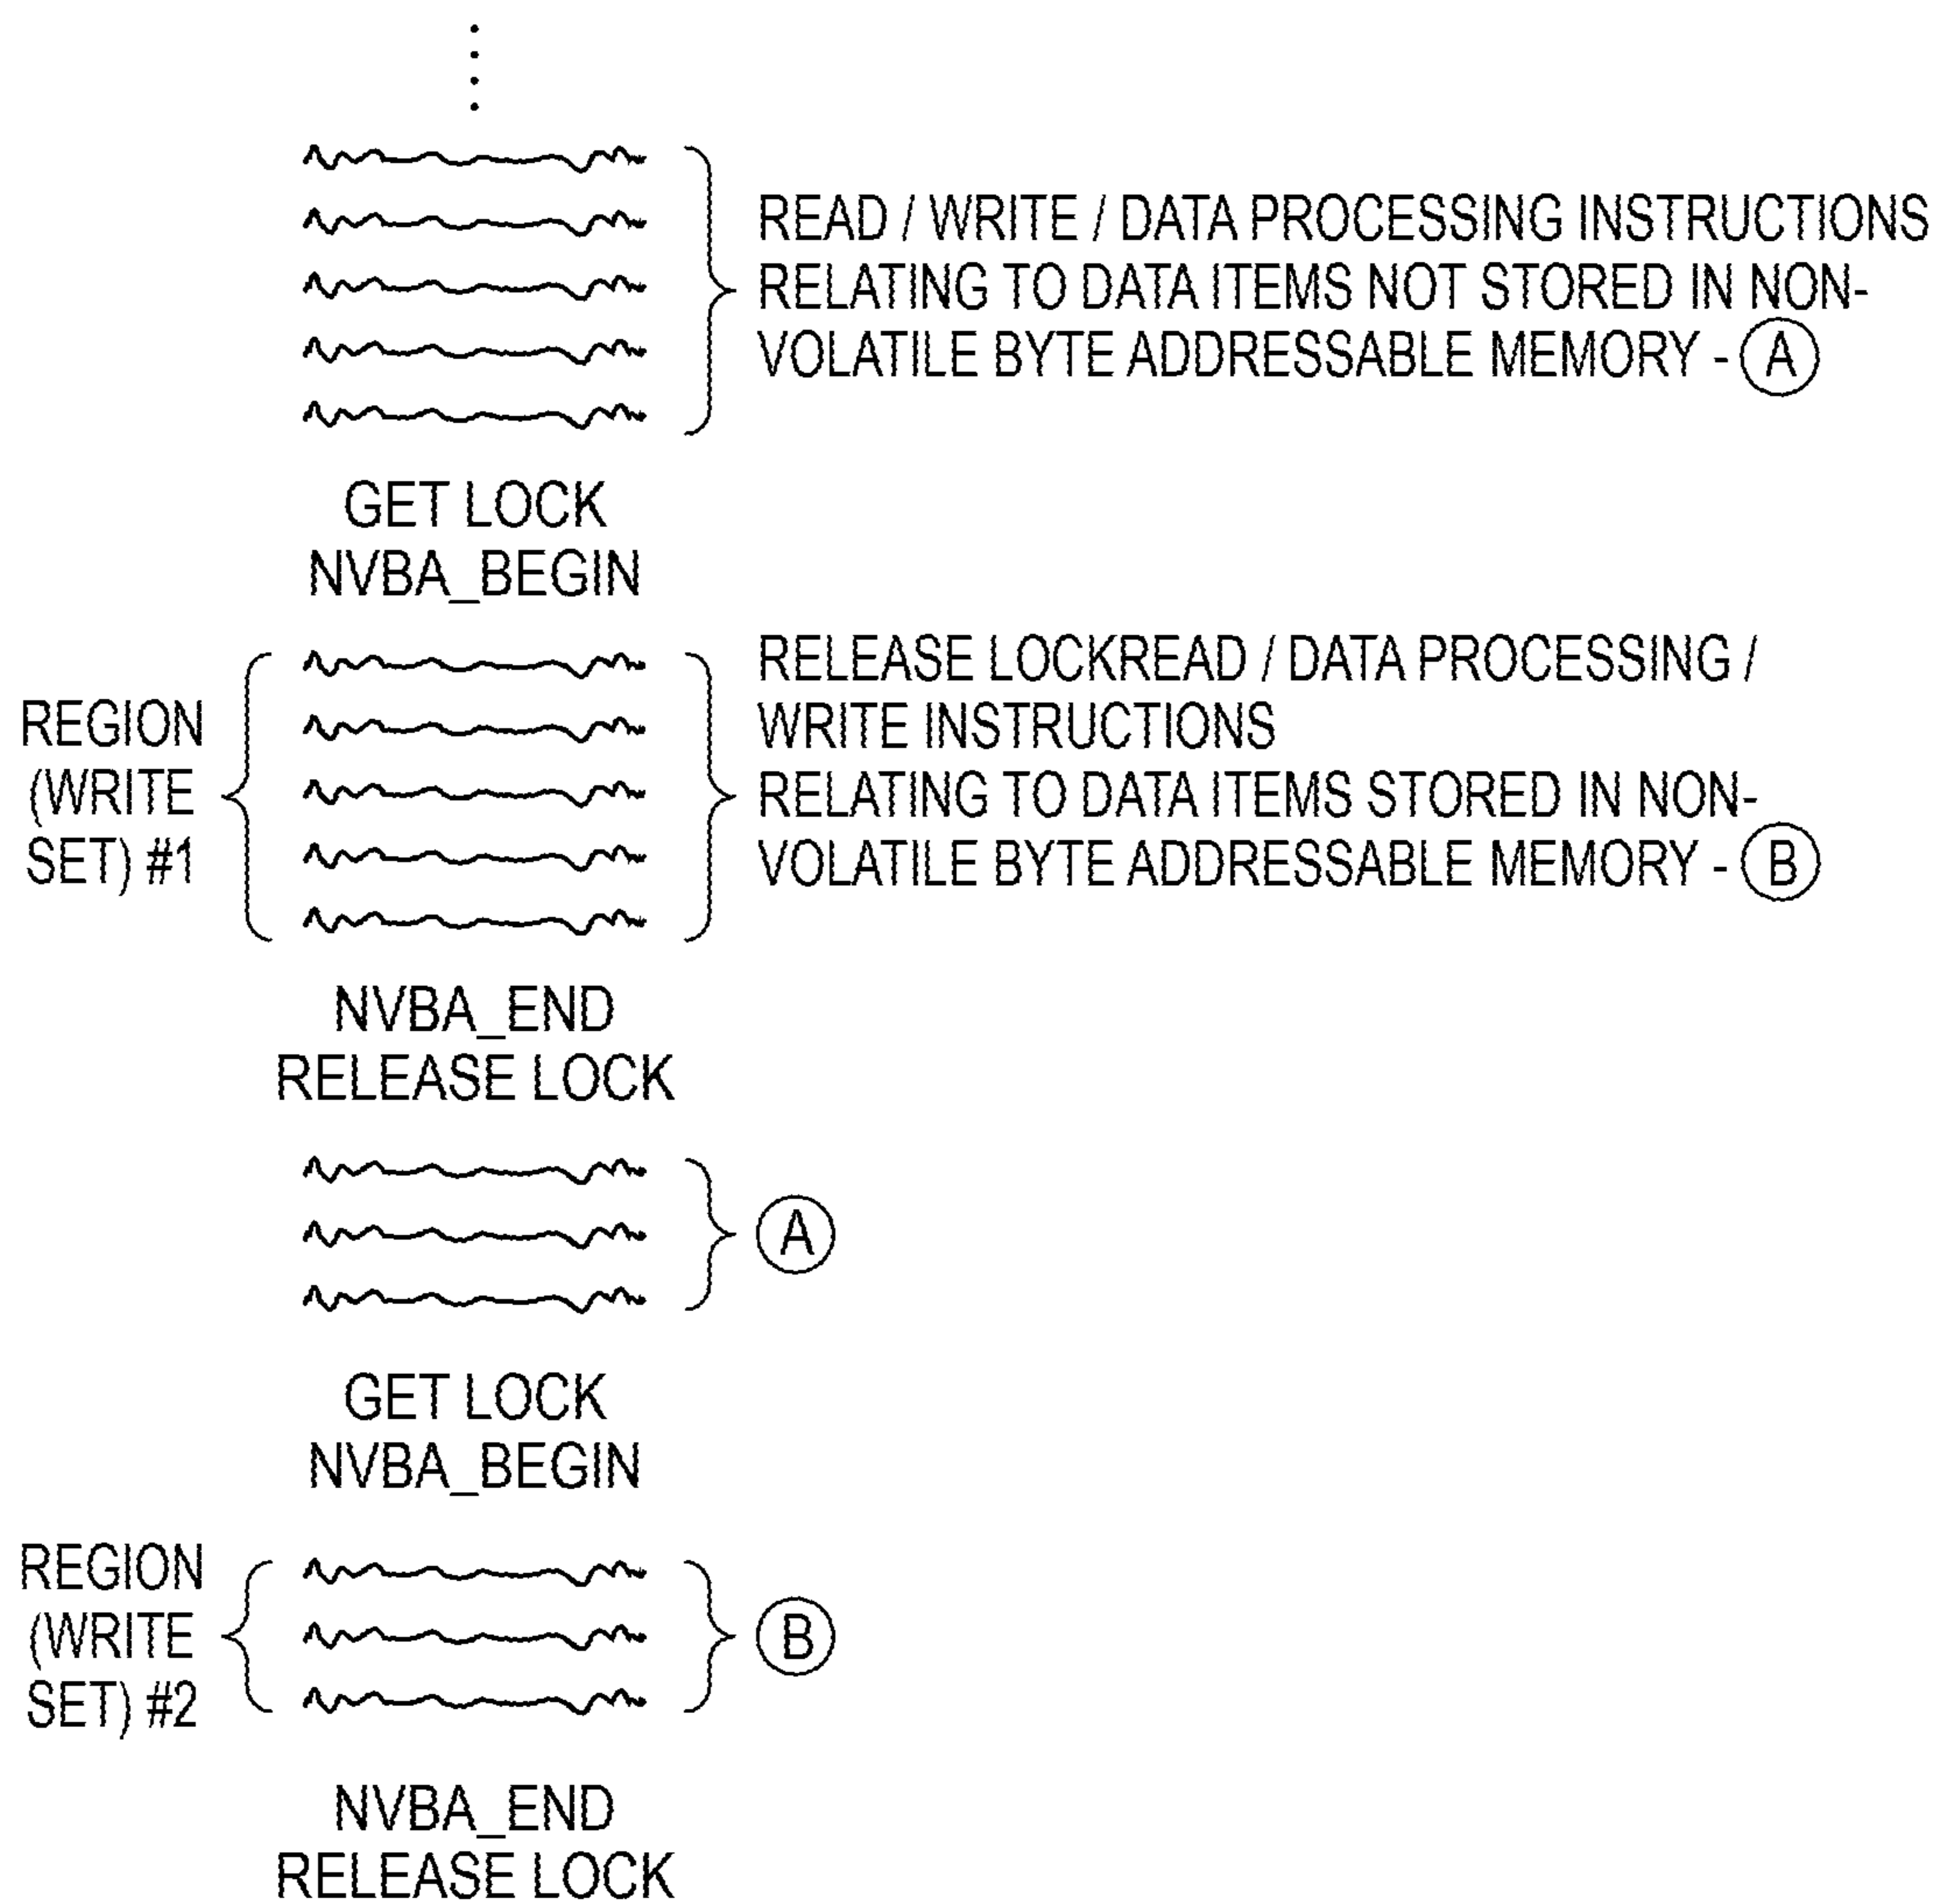 READ / WRITE / DATA PROCESSING INSTRUCTIONS
RELATING TO DATA ITEMS NOT STORED IN NON-
VOLATILE BYTE ADDRESSABLE MEMORY - A
GET LOCK
NVBA_BEGIN
REGION
(WRITE
SET) #1
RELEASE LOCKREAD / DATA PROCESSING /
WRITE INSTRUCTIONS
RELATING TO DATA ITEMS STORED IN NON-
VOLATILE BYTE ADDRESSABLE MEMORY - B
NVBA_END
RELEASE LOCK
A
GET LOCK
NVBA_BEGIN
REGION
(WRITE
SET) #2
B
NVBA_END
RELEASE LOCK